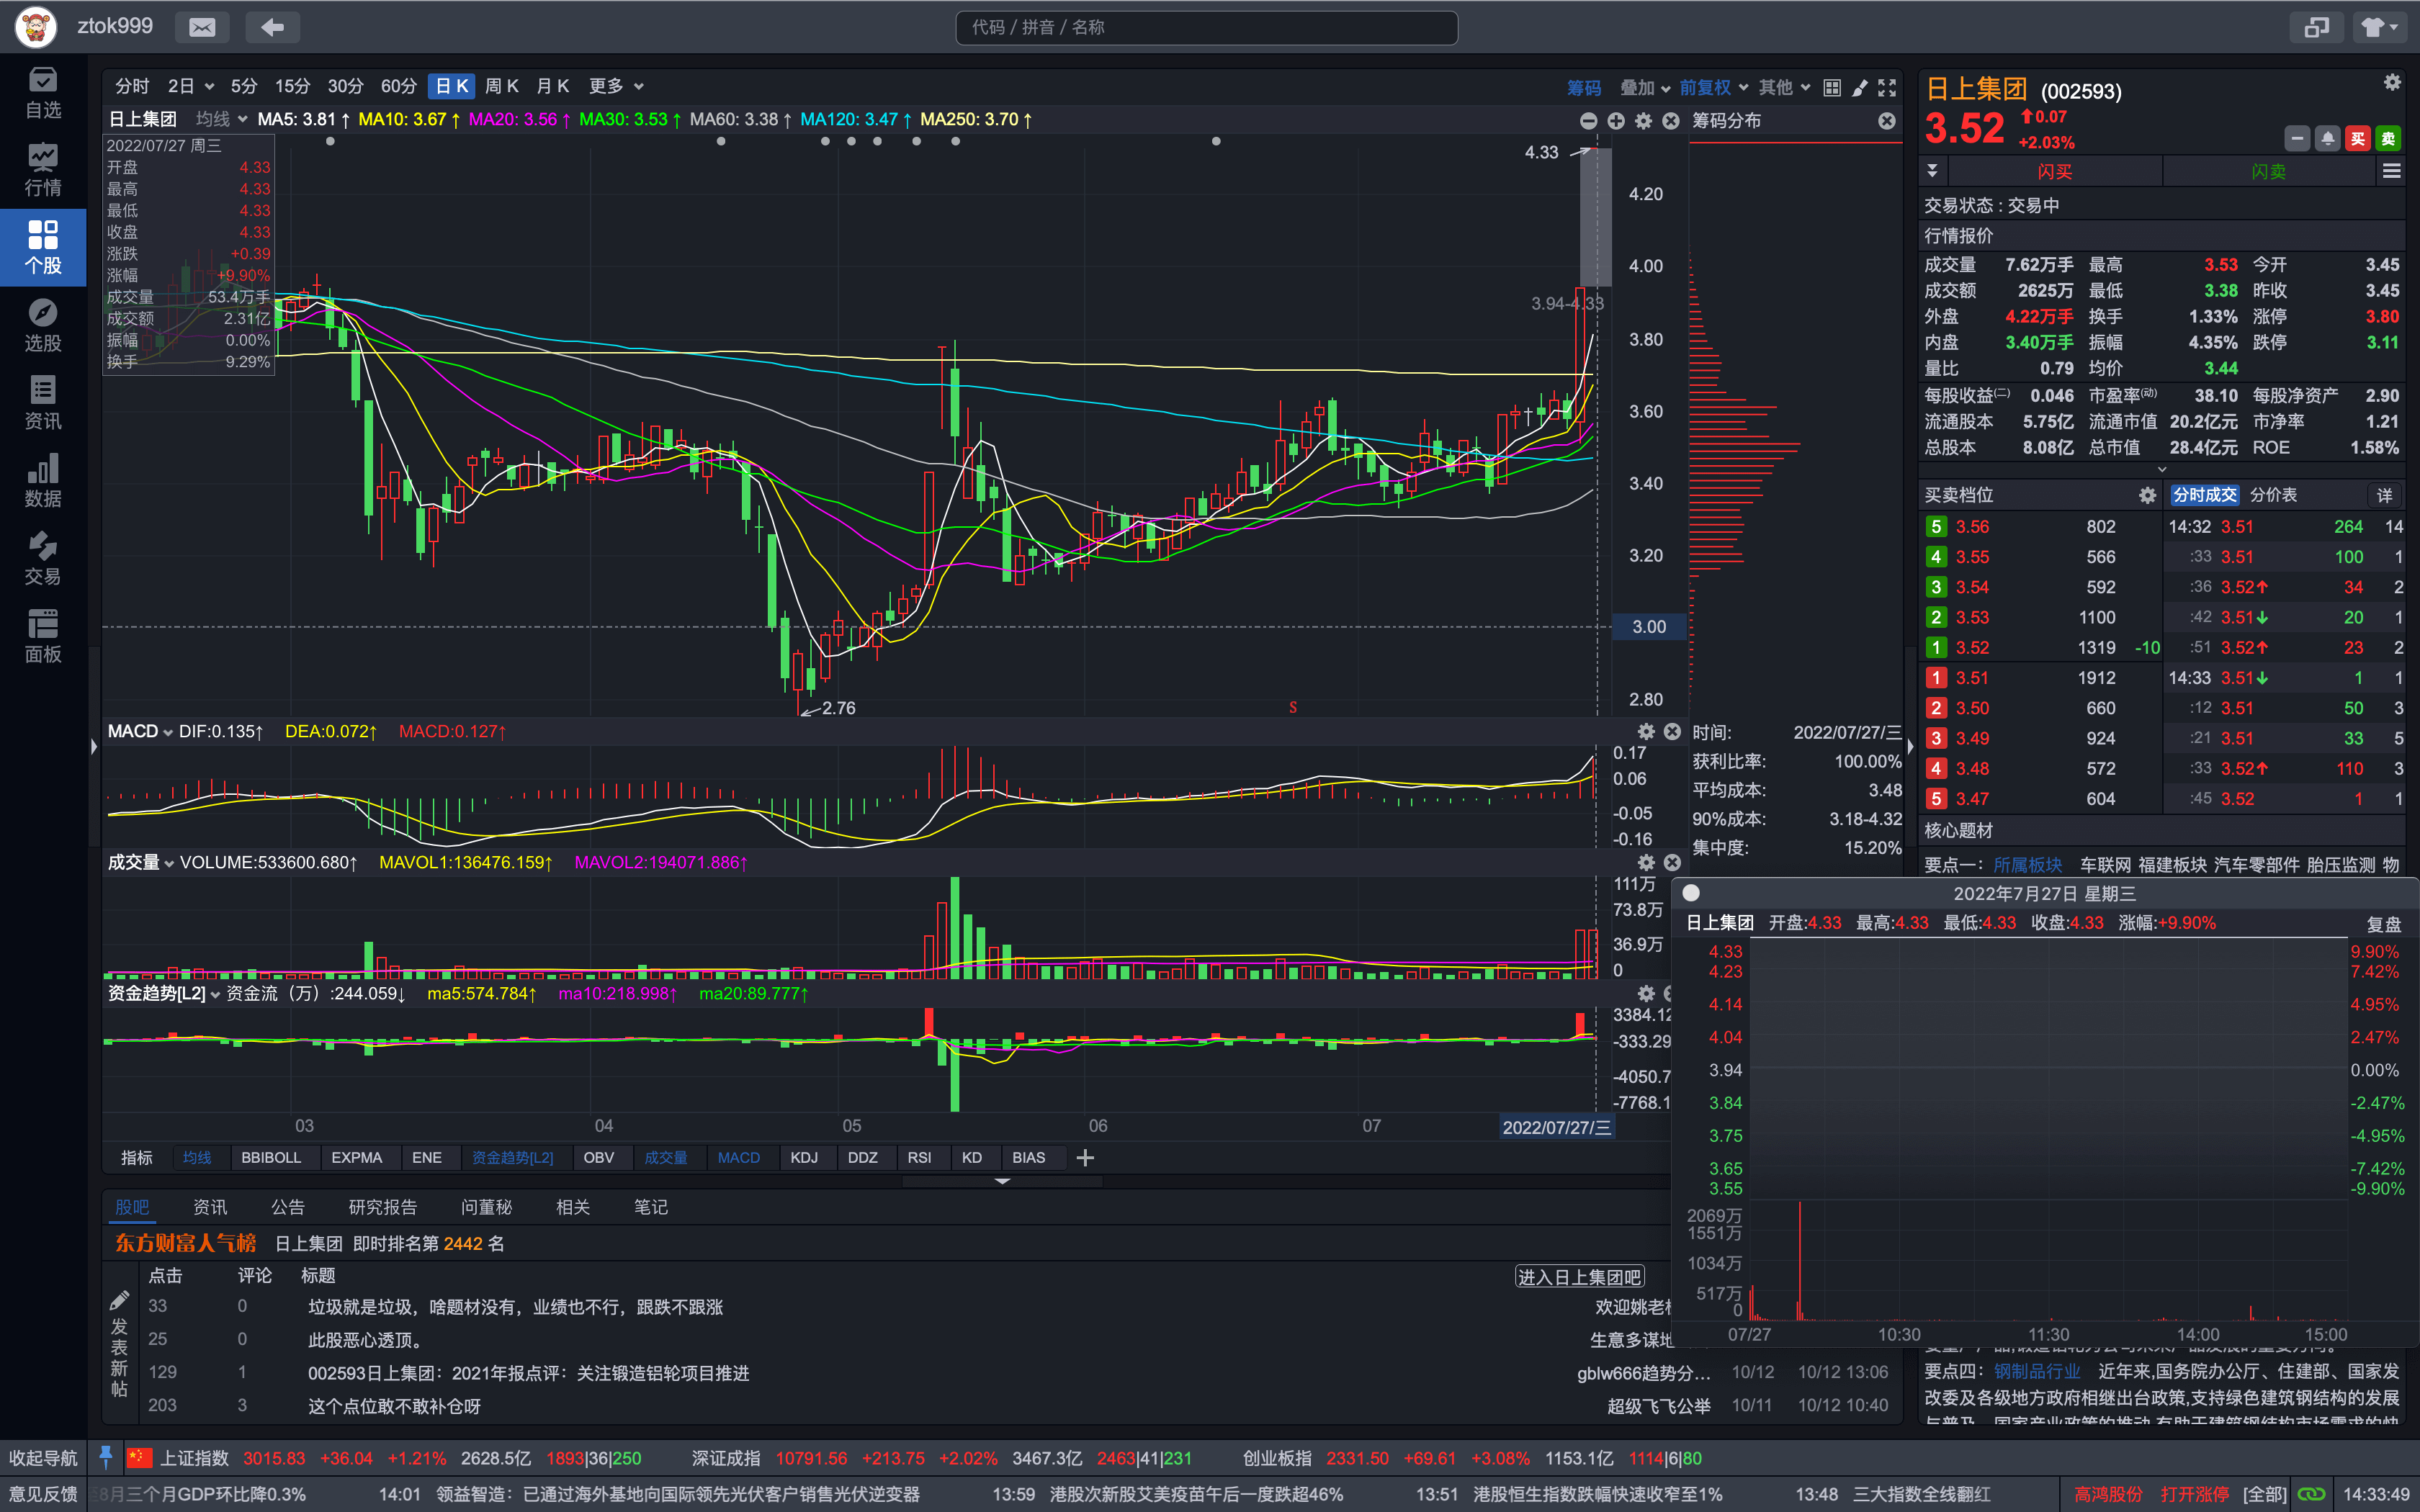 ztok999
代码 / 拼音 / 名称
自选
行情
个股
选股
资讯
数据
交易
面板
分时 2日 5分 15分 30分 60分 日K 周K 月K 更多
筹码 叠加 前复权 其他
日上集团 均线 MA5: 3.81↑ MA10: 3.67↑ MA20: 3.56↑ MA30: 3.53↑ MA60: 3.38↑ MA120: 3.47↑ MA250: 3.70↑
筹码分布
2022/07/27 周三
开盘 4.33
最高 4.33
最低 4.33
收盘 4.33
涨跌 +0.39
涨幅 +9.90%
成交量 53.4万手
成交额 2.31亿
振幅 0.00%
换手 9.29%
4.33
3.94-4.33
2.76
S
4.20
4.00
3.80
3.60
3.40
3.20
3.00
2.80
MACD DIF:0.135↑ DEA:0.072↑ MACD:0.127↑
0.17
0.06
-0.05
-0.16
成交量 VOLUME:533600.680↑ MAVOL1:136476.159↑ MAVOL2:194071.886↑
111万
73.8万
36.9万
0
资金趋势[L2] 资金流（万）:244.059↓ ma5:574.784↑ ma10:218.998↑ ma20:89.777↑
3384.12
-333.29
-4050.7
-7768.1
03 04 05 06 07 2022/07/27/三
指标 均线 BBIBOLL EXPMA ENE 资金趋势[L2] OBV 成交量 MACD KDJ DDZ RSI KD BIAS
时间: 2022/07/27/三
获利比率: 100.00%
平均成本: 3.48
90%成本: 3.18-4.32
集中度: 15.20%
股吧 资讯 公告 研究报告 问董秘 相关 笔记
东方财富人气榜 日上集团 即时排名第 2442 名
点击 评论 标题
进入日上集团吧
发表新帖
33 0 垃圾就是垃圾，啥题材没有，业绩也不行，跟跌不跟涨 欢迎姚老
25 0 此股恶心透顶。 生意多谋
129 1 002593日上集团：2021年报点评：关注锻造铝轮项目推进 gblw666趋势分... 10/12 10/12 13:06
203 3 这个点位敢不敢补仓呀 超级飞飞公举 10/11 10/12 10:40
日上集团 (002593)
3.52 0.07
+2.03%
买 卖
闪买 闪卖
交易状态 : 交易中
行情报价
成交量 7.62万手 最高 3.53 今开 3.45
成交额 2625万 最低 3.38 昨收 3.45
外盘 4.22万手 换手 1.33% 涨停 3.80
内盘 3.40万手 振幅 4.35% 跌停 3.11
量比 0.79 均价 3.44
每股收益(二) 0.046 市盈率(动) 38.10 每股净资产 2.90
流通股本 5.75亿 流通市值 20.2亿元 市净率 1.21
总股本 8.08亿 总市值 28.4亿元 ROE 1.58%
买卖档位
分时成交 分价表 详
5 3.56 802
4 3.55 566
3 3.54 592
2 3.53 1100
1 3.52 1319 -10
1 3.51 1912
2 3.50 660
3 3.49 924
4 3.48 572
5 3.47 604
14:32 3.51 264 14
:33 3.51 100 1
:36 3.52↑ 34 2
:42 3.51↓ 20 1
:51 3.52↑ 23 2
14:33 3.51↓ 1 1
:12 3.51 50 3
:21 3.51 33 5
:33 3.52↑ 110 3
:45 3.52 1 1
核心题材
要点一： 所属板块 车联网 福建板块 汽车零部件 胎压监测 物
2022年7月27日 星期三
日上集团 开盘:4.33 最高:4.33 最低:4.33 收盘:4.33 涨幅:+9.90% 复盘
4.33 9.90%
4.23 7.42%
4.14 4.95%
4.04 2.47%
3.94 0.00%
3.84 -2.47%
3.75 -4.95%
3.65 -7.42%
3.55 -9.90%
2069万
1551万
1034万
517万
0
07/27 10:30 11:30 14:00 15:00
要点四： 钢制品行业 近年来,国务院办公厅、住建部、国家发
改委及各级地方政府相继出台政策,支持绿色建筑钢结构的发展
收起导航 上证指数 3015.83 +36.04 +1.21% 2628.5亿 1893|36|250 深证成指 10791.56 +213.75 +2.02% 3467.3亿 2463|41|231 创业板指 2331.50 +69.61 +3.08% 1153.1亿 1114|6|80
意见反馈 8月三个月GDP环比降0.3% 14:01 领益智造：已通过海外基地向国际领先光伏客户销售光伏逆变器 13:59 港股次新股艾美疫苗午后一度跌超46% 13:51 港股恒生指数跌幅快速收窄至1% 13:48 三大指数全线翻红 高鸿股份 打开涨停 [全部] 14:33:49